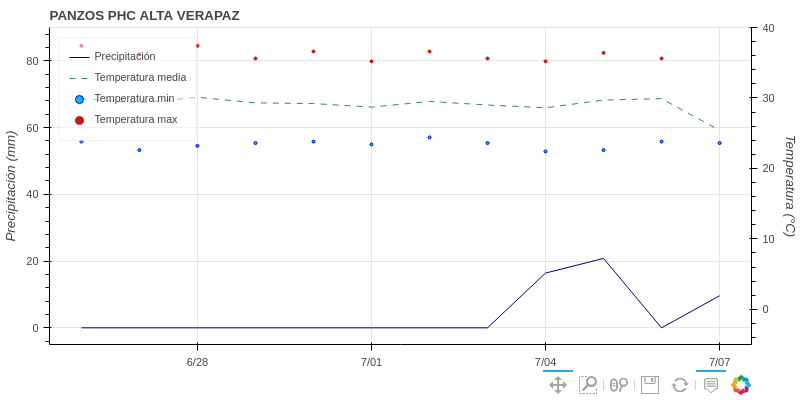 PANZOS PHC ALTA VERAPAZ
Precipitación
Temperatura media
Temperatura min
Temperatura max
Precipitación (mm)
80
60
40
20
0
Temperatura (°C)
40
30
20
10
0
6/28
7/01
7/04
7/07